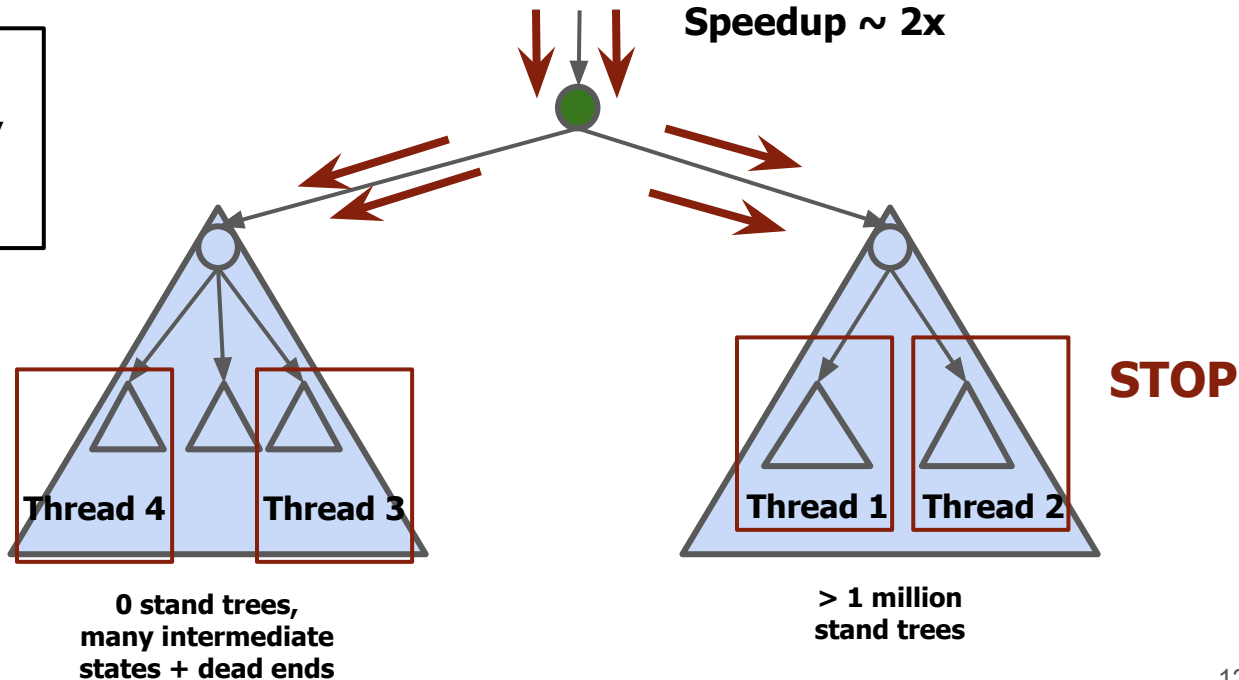 Speedup ~ 2x
STOP
Thread 4
Thread 3
Thread 1
Thread 2
0 stand trees,
many intermediate
states + dead ends
> 1 million
stand trees